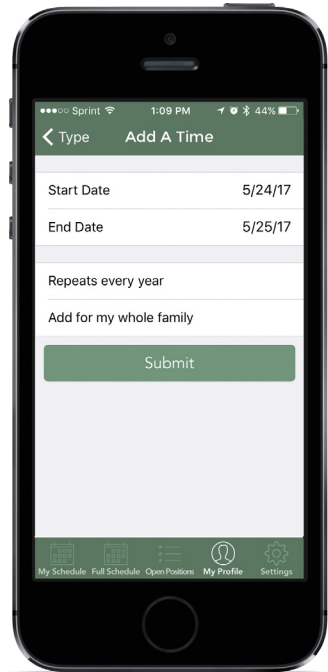 Sprint 1:09 PM 44%
Type Add A Time
Start Date 5/24/17
End Date 5/25/17
Repeats every year
Add for my whole family
Submit
My Schedule Full Schedule Open Positions My Profile Settings